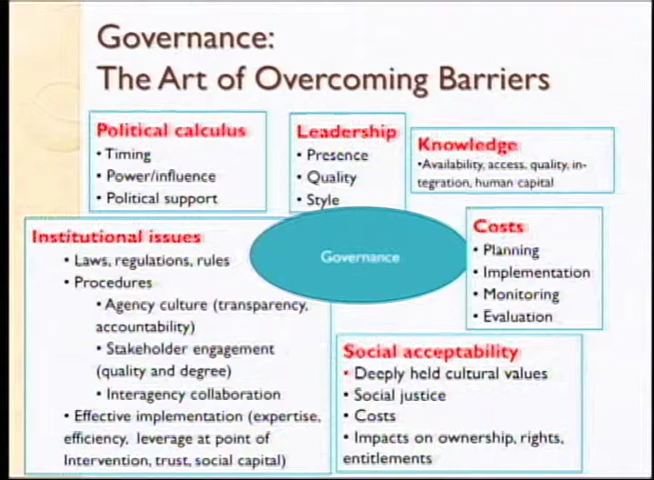 Governance:
The Art of Overcoming Barriers
Political calculus
• Timing
• Power/influence
• Political support
Leadership
• Presence
• Quality
• Style
Knowledge
•Availability, access, quality, in-
tegration, human capital
Institutional issues
• Laws, regulations, rules
• Procedures
• Agency culture (transparency,
accountability)
• Stakeholder engagement
(quality and degree)
• Interagency collaboration
• Effective implementation (expertise,
efficiency, leverage at point of
Intervention, trust, social capital)
Governance
Costs
• Planning
• Implementation
• Monitoring
• Evaluation
Social acceptability
• Deeply held cultural values
• Social justice
• Costs
• Impacts on ownership, rights,
entitlements